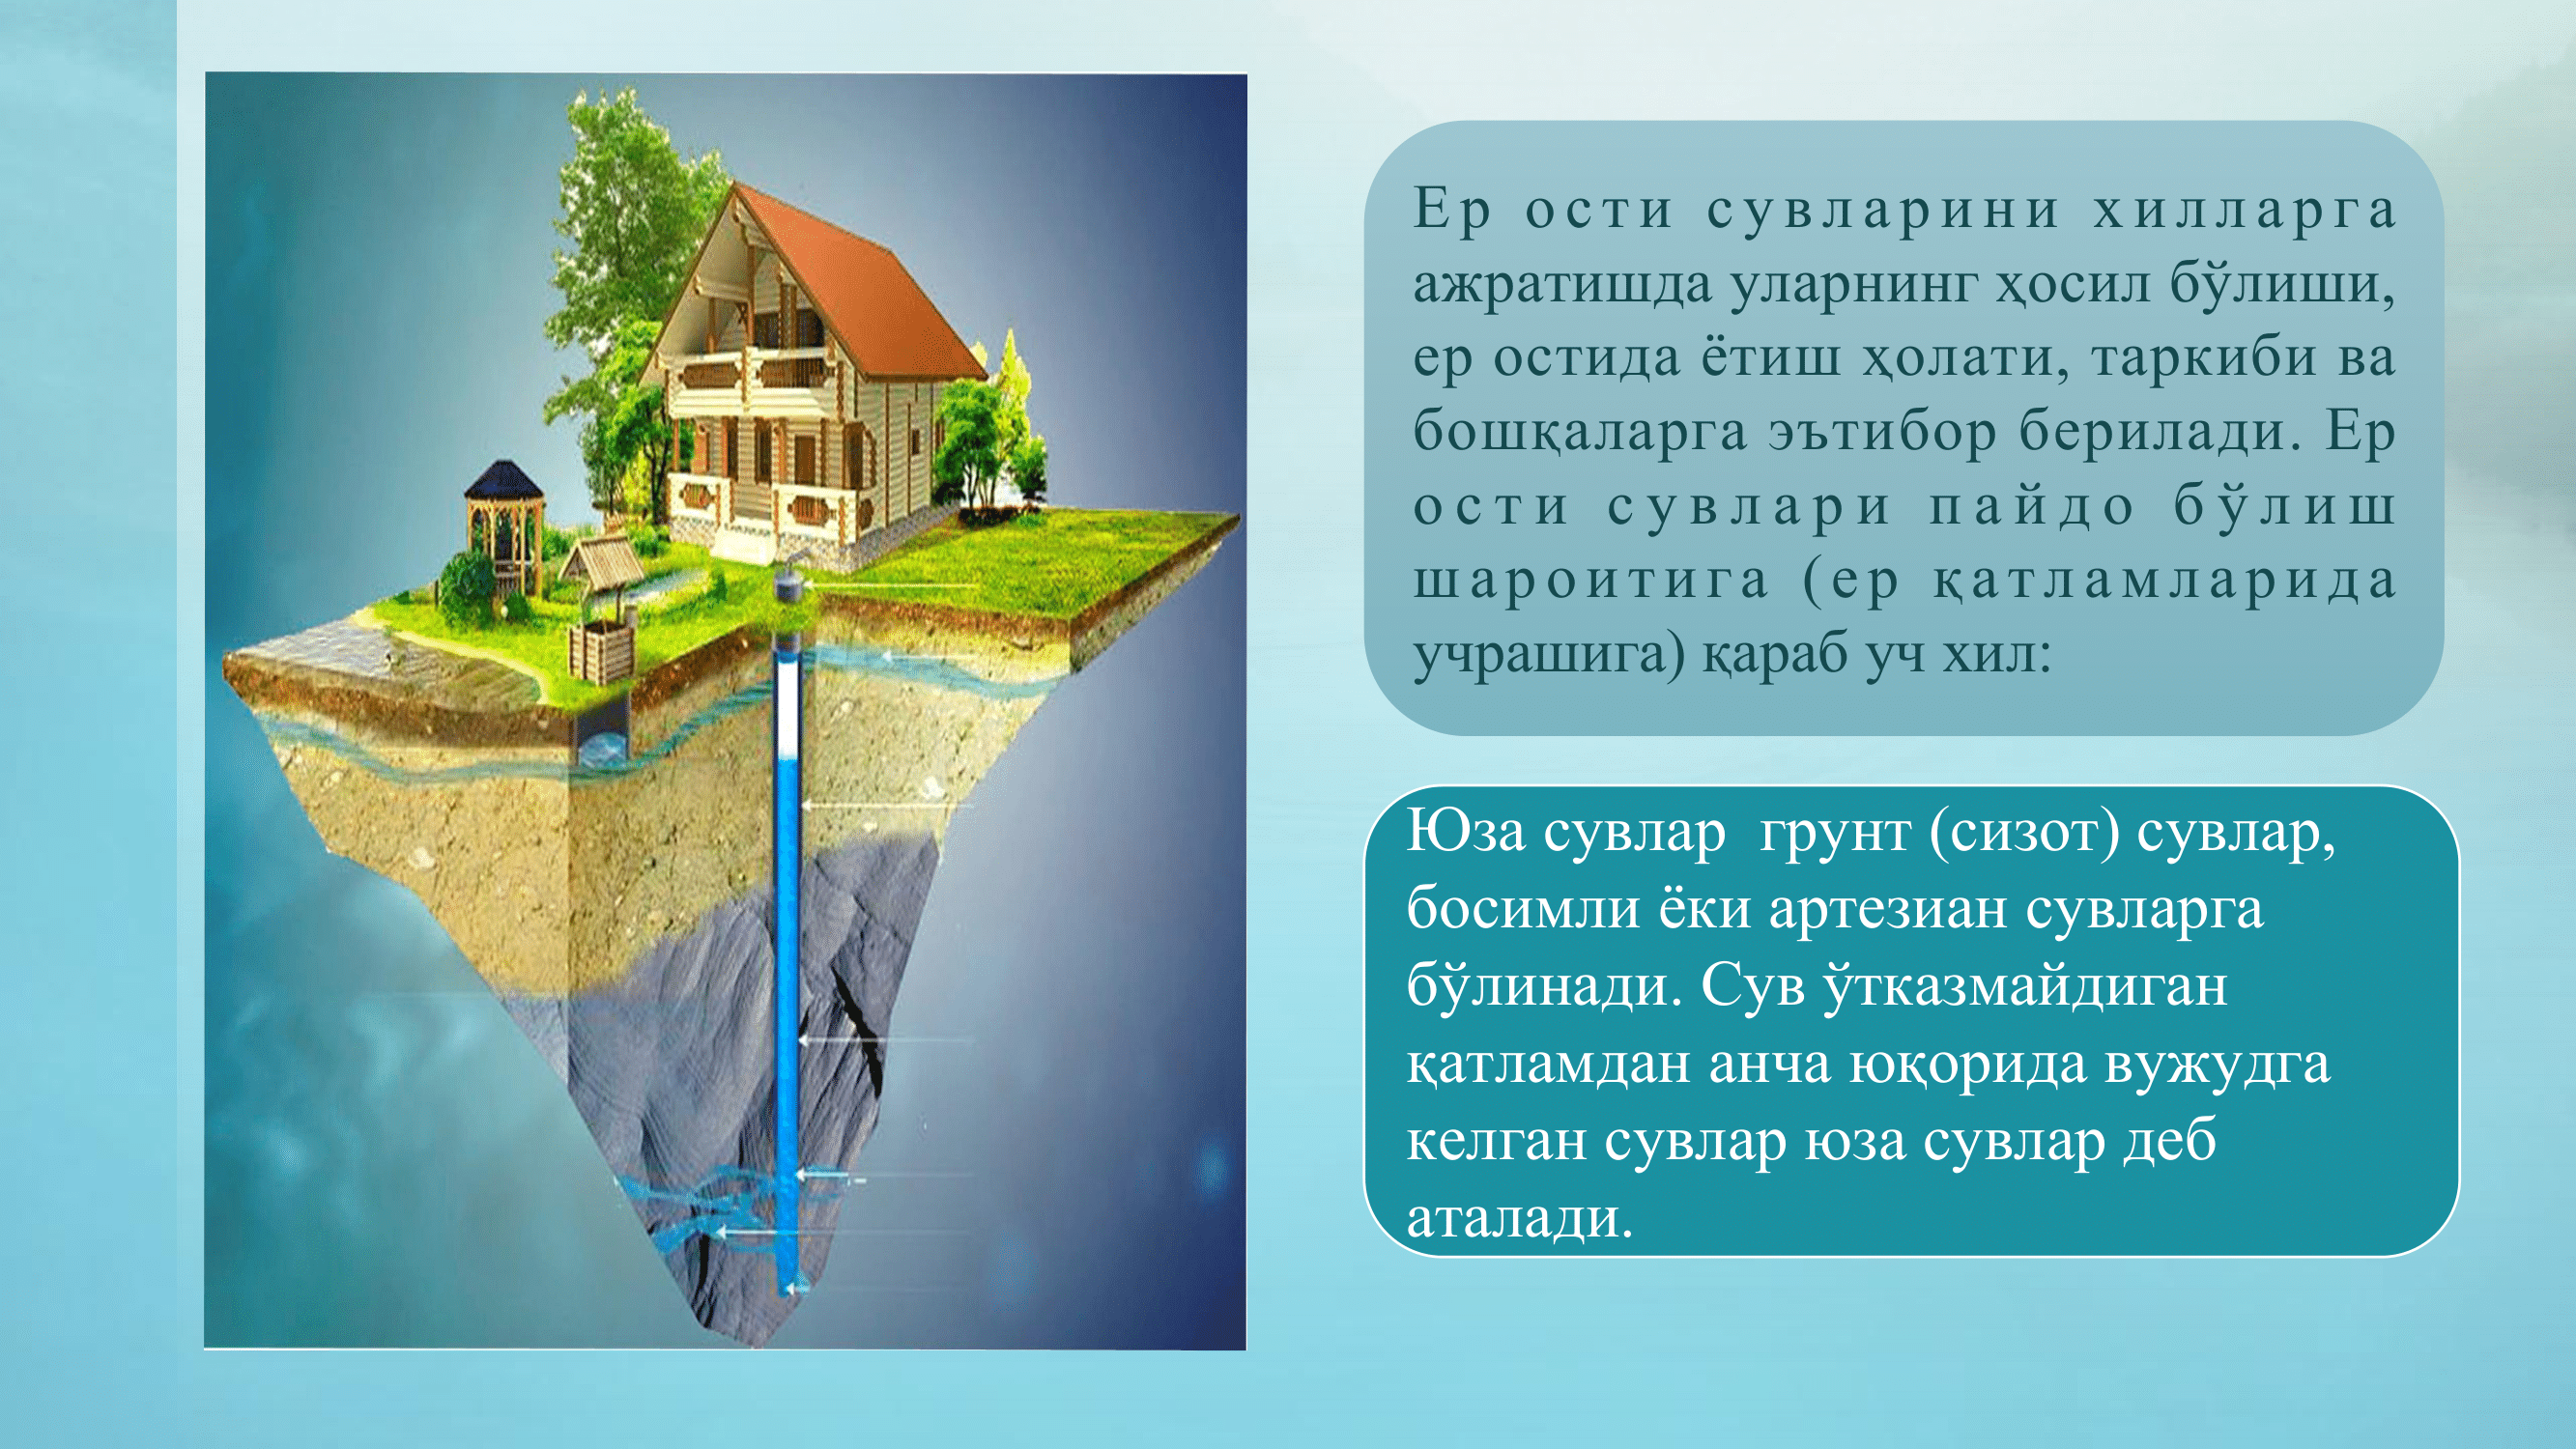 Ер ости сувларини хилларга
ажратишда уларнинг ҳосил бўлиши,
ер остида ётиш ҳолати, таркиби ва
бошқаларга эътибор берилади. Ер
ости сувлари пайдо бўлиш
шароитига (ер қатламларида
учрашига) қараб уч хил:
Юза сувлар  грунт (сизот) сувлар,
босимли ёки артезиан сувларга
бўлинади. Сув ўтказмайдиган
қатламдан анча юқорида вужудга
келган сувлар юза сувлар деб
аталади.